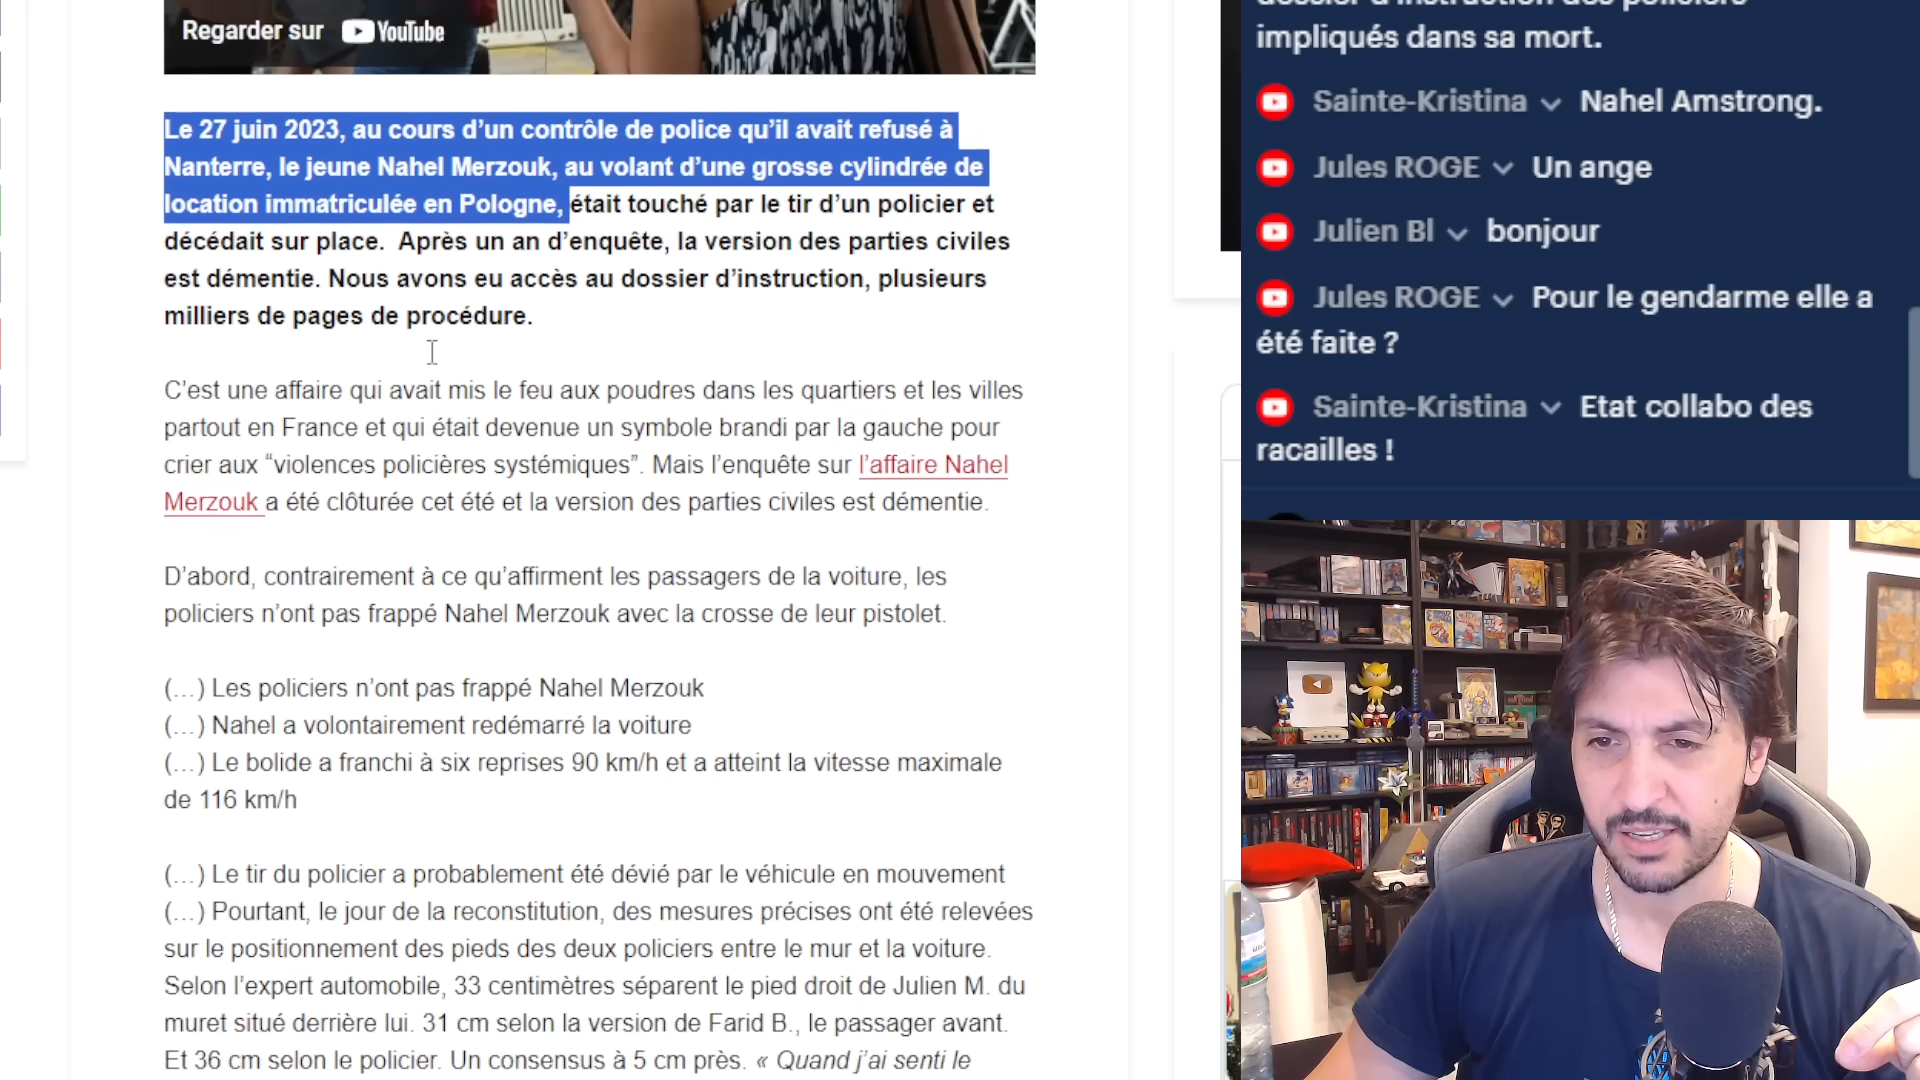 Regarder sur YouTube
Le 27 juin 2023, au cours d’un contrôle de police qu’il avait refusé à
Nanterre, le jeune Nahel Merzouk, au volant d’une grosse cylindrée de
location immatriculée en Pologne, était touché par le tir d’un policier et
décédait sur place.  Après un an d’enquête, la version des parties civiles
est démentie. Nous avons eu accès au dossier d’instruction, plusieurs
milliers de pages de procédure.
C’est une affaire qui avait mis le feu aux poudres dans les quartiers et les villes
partout en France et qui était devenue un symbole brandi par la gauche pour
crier aux “violences policières systémiques”. Mais l’enquête sur l’affaire Nahel
Merzouk a été clôturée cet été et la version des parties civiles est démentie.
D’abord, contrairement à ce qu’affirment les passagers de la voiture, les
policiers n’ont pas frappé Nahel Merzouk avec la crosse de leur pistolet.
(…) Les policiers n’ont pas frappé Nahel Merzouk
(…) Nahel a volontairement redémarré la voiture
(…) Le bolide a franchi à six reprises 90 km/h et a atteint la vitesse maximale
de 116 km/h
(…) Le tir du policier a probablement été dévié par le véhicule en mouvement
(…) Pourtant, le jour de la reconstitution, des mesures précises ont été relevées
sur le positionnement des pieds des deux policiers entre le mur et la voiture.
Selon l’expert automobile, 33 centimètres séparent le pied droit de Julien M. du
muret situé derrière lui. 31 cm selon la version de Farid B., le passager avant.
Et 36 cm selon le policier. Un consensus à 5 cm près. « Quand j’ai senti le
dossier d'instruction des policiers
impliqués dans sa mort.
Sainte-Kristina Nahel Amstrong.
Jules ROGE Un ange
Julien Bl bonjour
Jules ROGE Pour le gendarme elle a
été faite ?
Sainte-Kristina Etat collabo des
racailles !